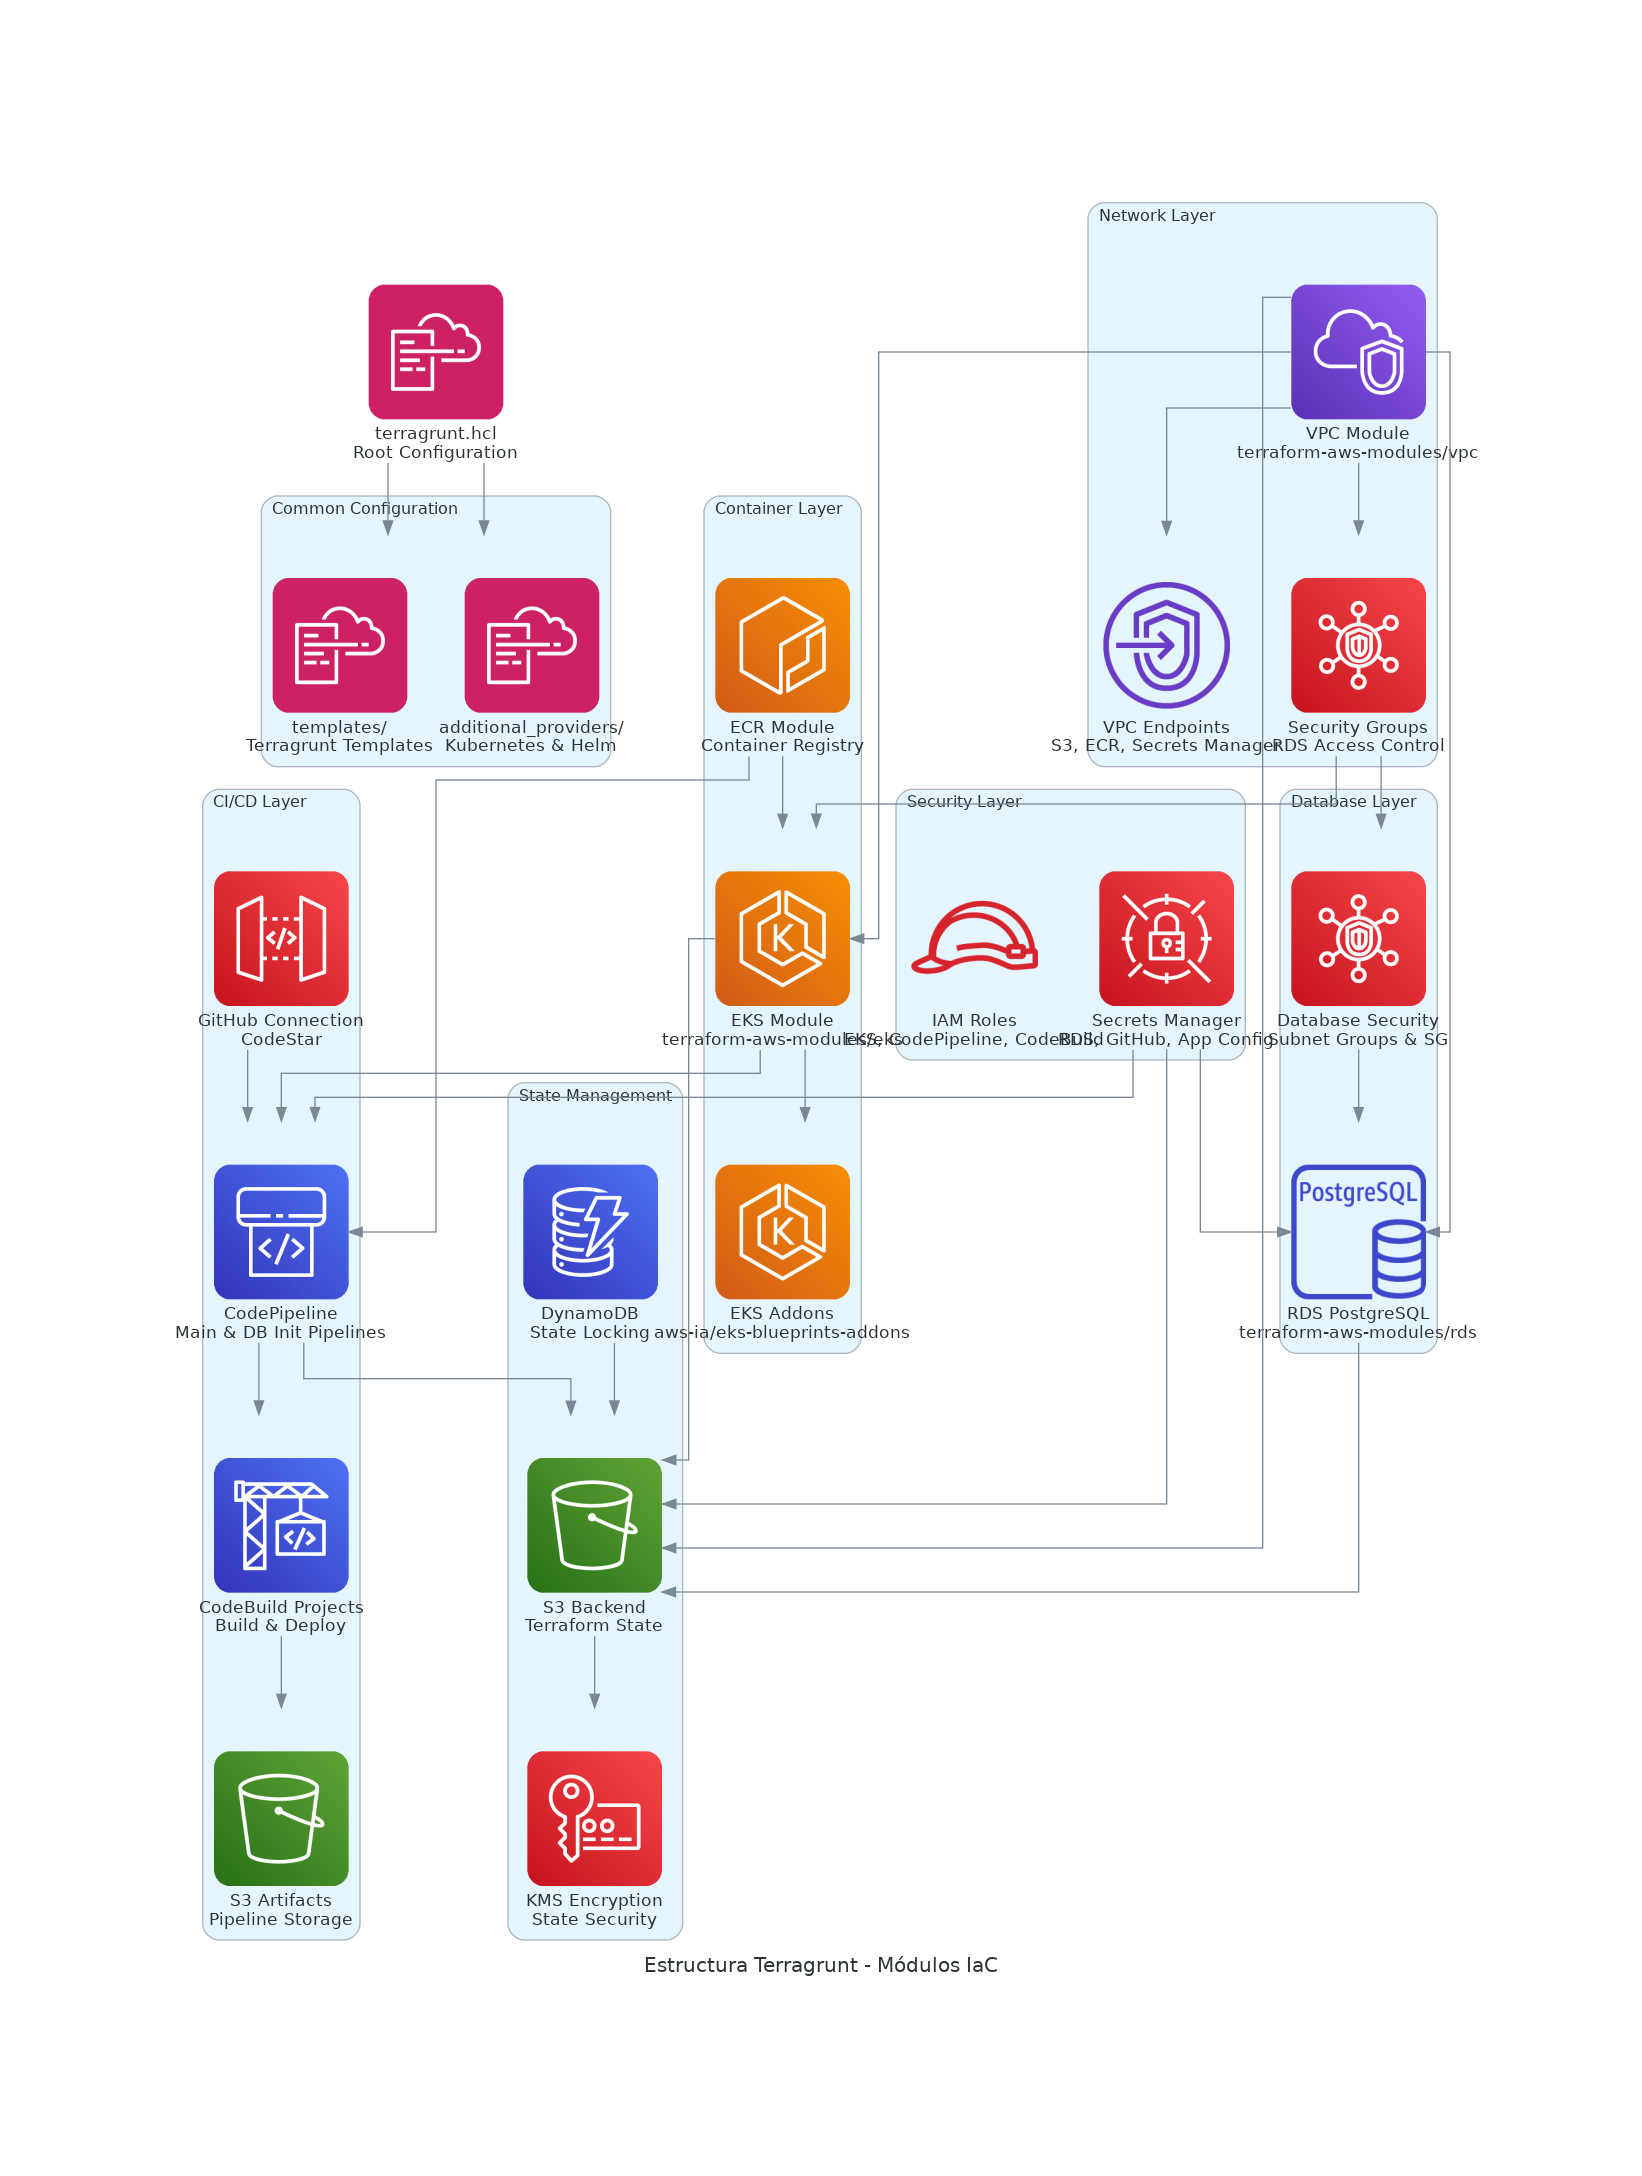 Network Layer
terragrunt.hcl
Root Configuration
VPC Module
terraform-aws-modules/vpc
Common Configuration
Container Layer
templates/
Terragrunt Templates
additional_providers/
Kubernetes & Helm
ECR Module
Container Registry
VPC Endpoints
S3, ECR, Secrets Manager
Security Groups
RDS Access Control
CI/CD Layer
Security Layer
Database Layer
GitHub Connection
CodeStar
EKS Module
terraform-aws-modules/eks
IAM Roles
EKS, CodePipeline, CodeBuild
Secrets Manager
RDS, GitHub, App Config
Database Security
Subnet Groups & SG
State Management
PostgreSQL
CodePipeline
Main & DB Init Pipelines
DynamoDB
State Locking
EKS Addons
aws-ia/eks-blueprints-addons
RDS PostgreSQL
terraform-aws-modules/rds
CodeBuild Projects
Build & Deploy
S3 Backend
Terraform State
S3 Artifacts
Pipeline Storage
KMS Encryption
State Security
Estructura Terragrunt - Módulos IaC